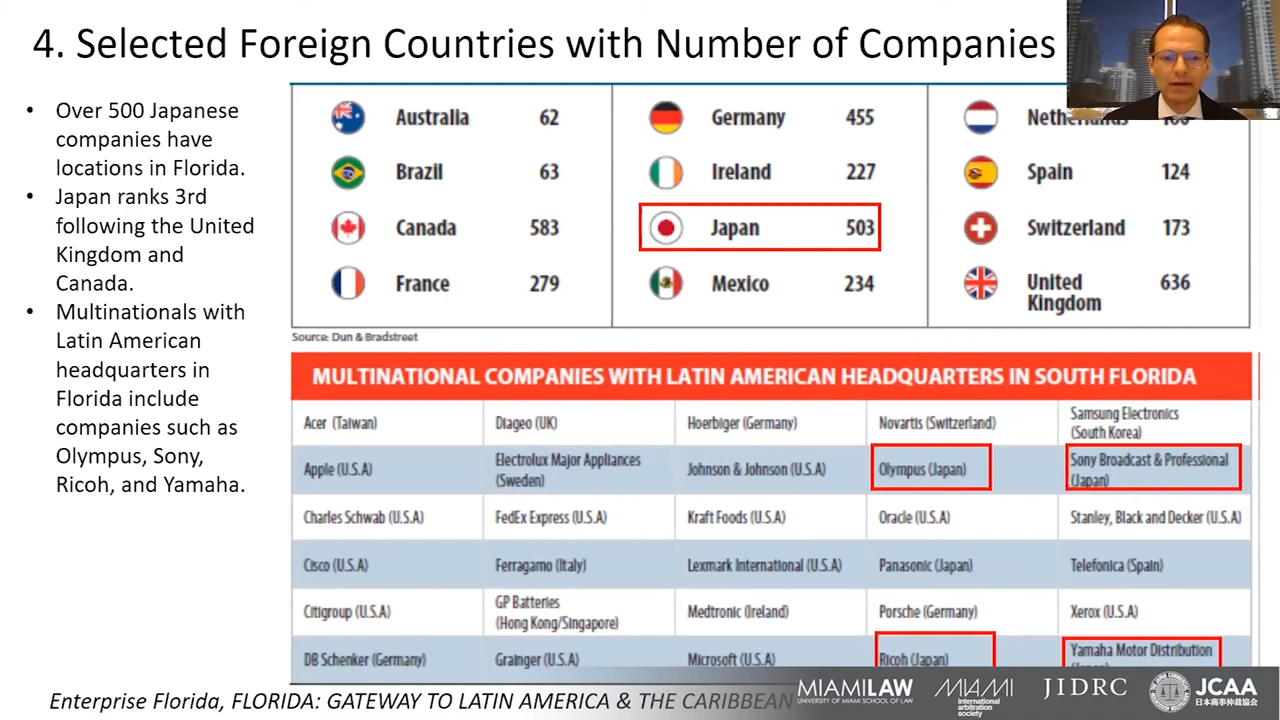 4. Selected Foreign Countries with Number of Companies
• Over 500 Japanese
companies have
locations in Florida.
• Japan ranks 3rd
following the United
Kingdom and
Canada.
• Multinationals with
Latin American
headquarters in
Florida include
companies such as
Olympus, Sony,
Ricoh, and Yamaha.
Australia 62
Brazil 63
Canada 583
France 279
Germany 455
Ireland 227
Japan 503
Mexico 234
Netherlands
Spain 124
Switzerland 173
United
Kingdom 636
Source: Dun & Bradstreet
MULTINATIONAL COMPANIES WITH LATIN AMERICAN HEADQUARTERS IN SOUTH FLORIDA
Acer (Taiwan)
Diageo (UK)
Hoerbiger (Germany)
Novartis (Switzerland)
Samsung Electronics
(South Korea)
Apple (U.S.A)
Electrolux Major Appliances
(Sweden)
Johnson & Johnson (U.S.A)
Olympus (Japan)
Sony Broadcast & Professional
(Japan)
Charles Schwab (U.S.A)
FedEx Express (U.S.A)
Kraft Foods (U.S.A)
Oracle (U.S.A)
Stanley, Black and Decker (U.S.A)
Cisco (U.S.A)
Ferragamo (Italy)
Lexmark International (U.S.A)
Panasonic (Japan)
Telefonica (Spain)
Citigroup (U.S.A)
GP Batteries
(Hong Kong/Singapore)
Medtronic (Ireland)
Porsche (Germany)
Xerox (U.S.A)
DB Schenker (Germany)
Grainger (U.S.A)
Microsoft (U.S.A)
Ricoh (Japan)
Yamaha Motor Distribution
Enterprise Florida, FLORIDA: GATEWAY TO LATIN AMERICA & THE CARIBBEAN
MIAMILAW
UNIVERSITY OF MIAMI SCHOOL OF LAW
MIAMI
international
arbitration
society
JIDRC
JCAA
日本商事仲裁協会